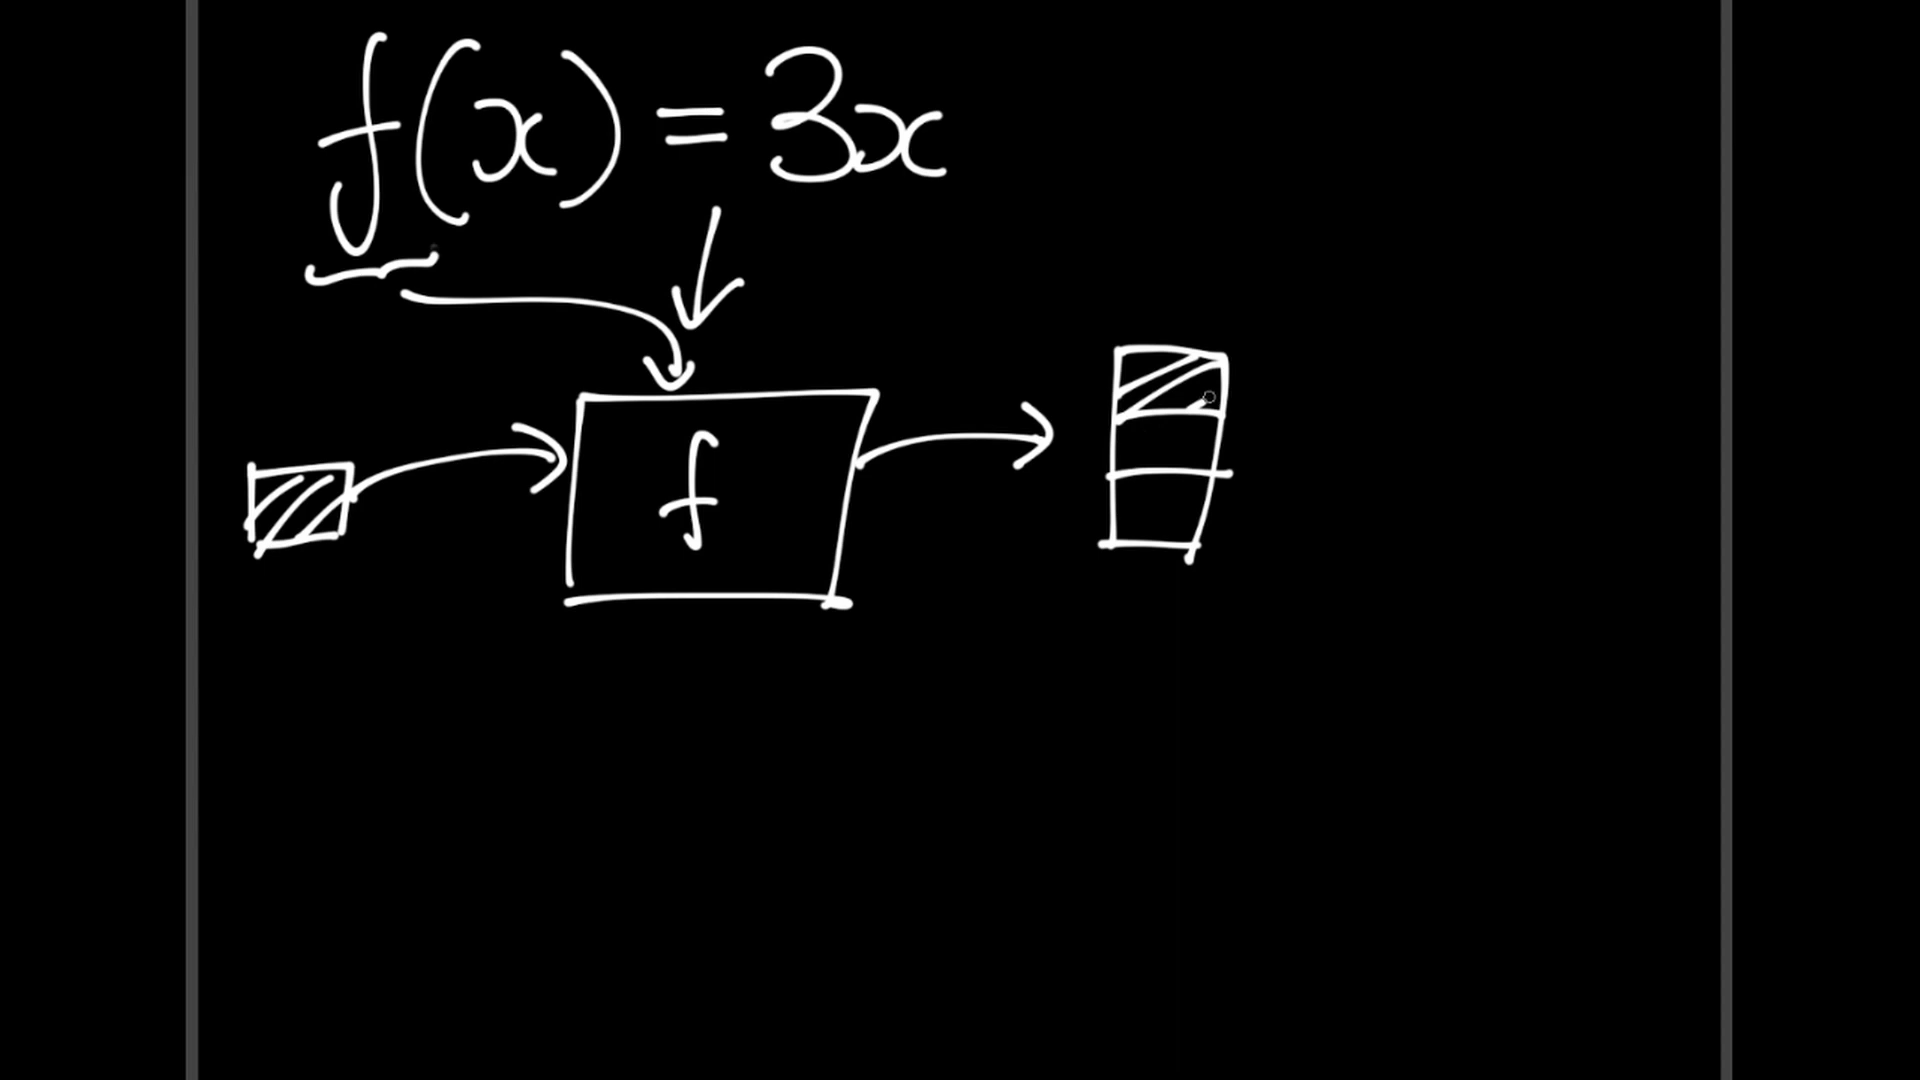 f(x) = 3x
f